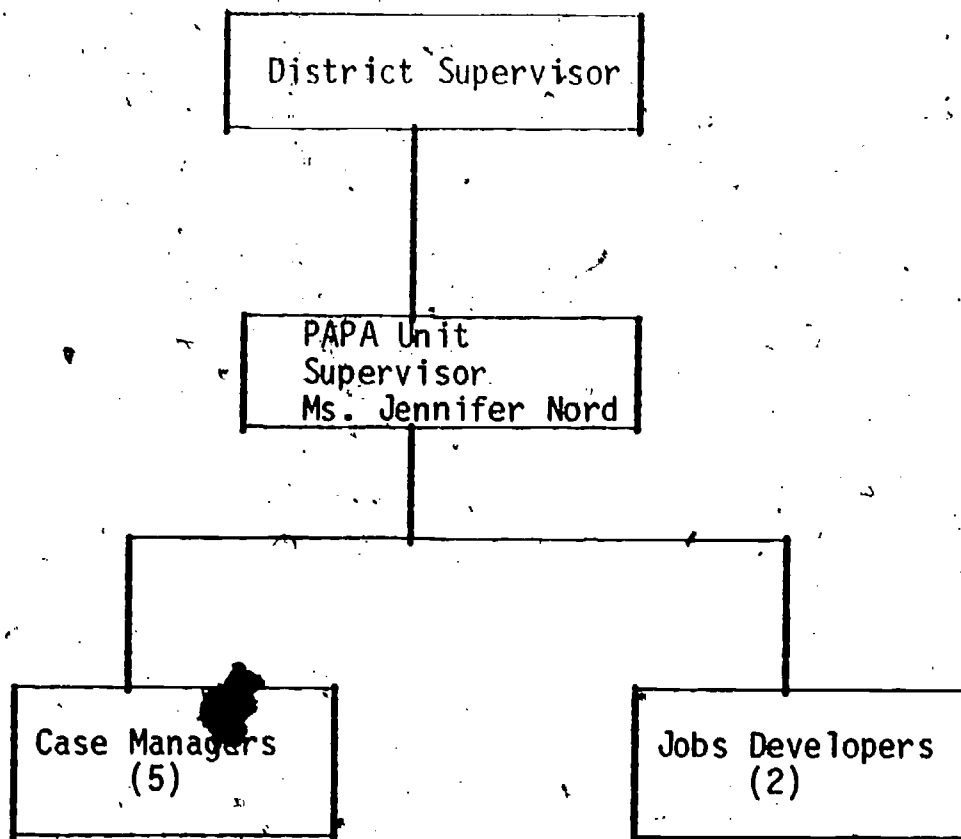 District Supervisor
PAPA Unit
Supervisor
Ms. Jennifer Nord
Case Managers
(5)
Jobs Developers
(2)